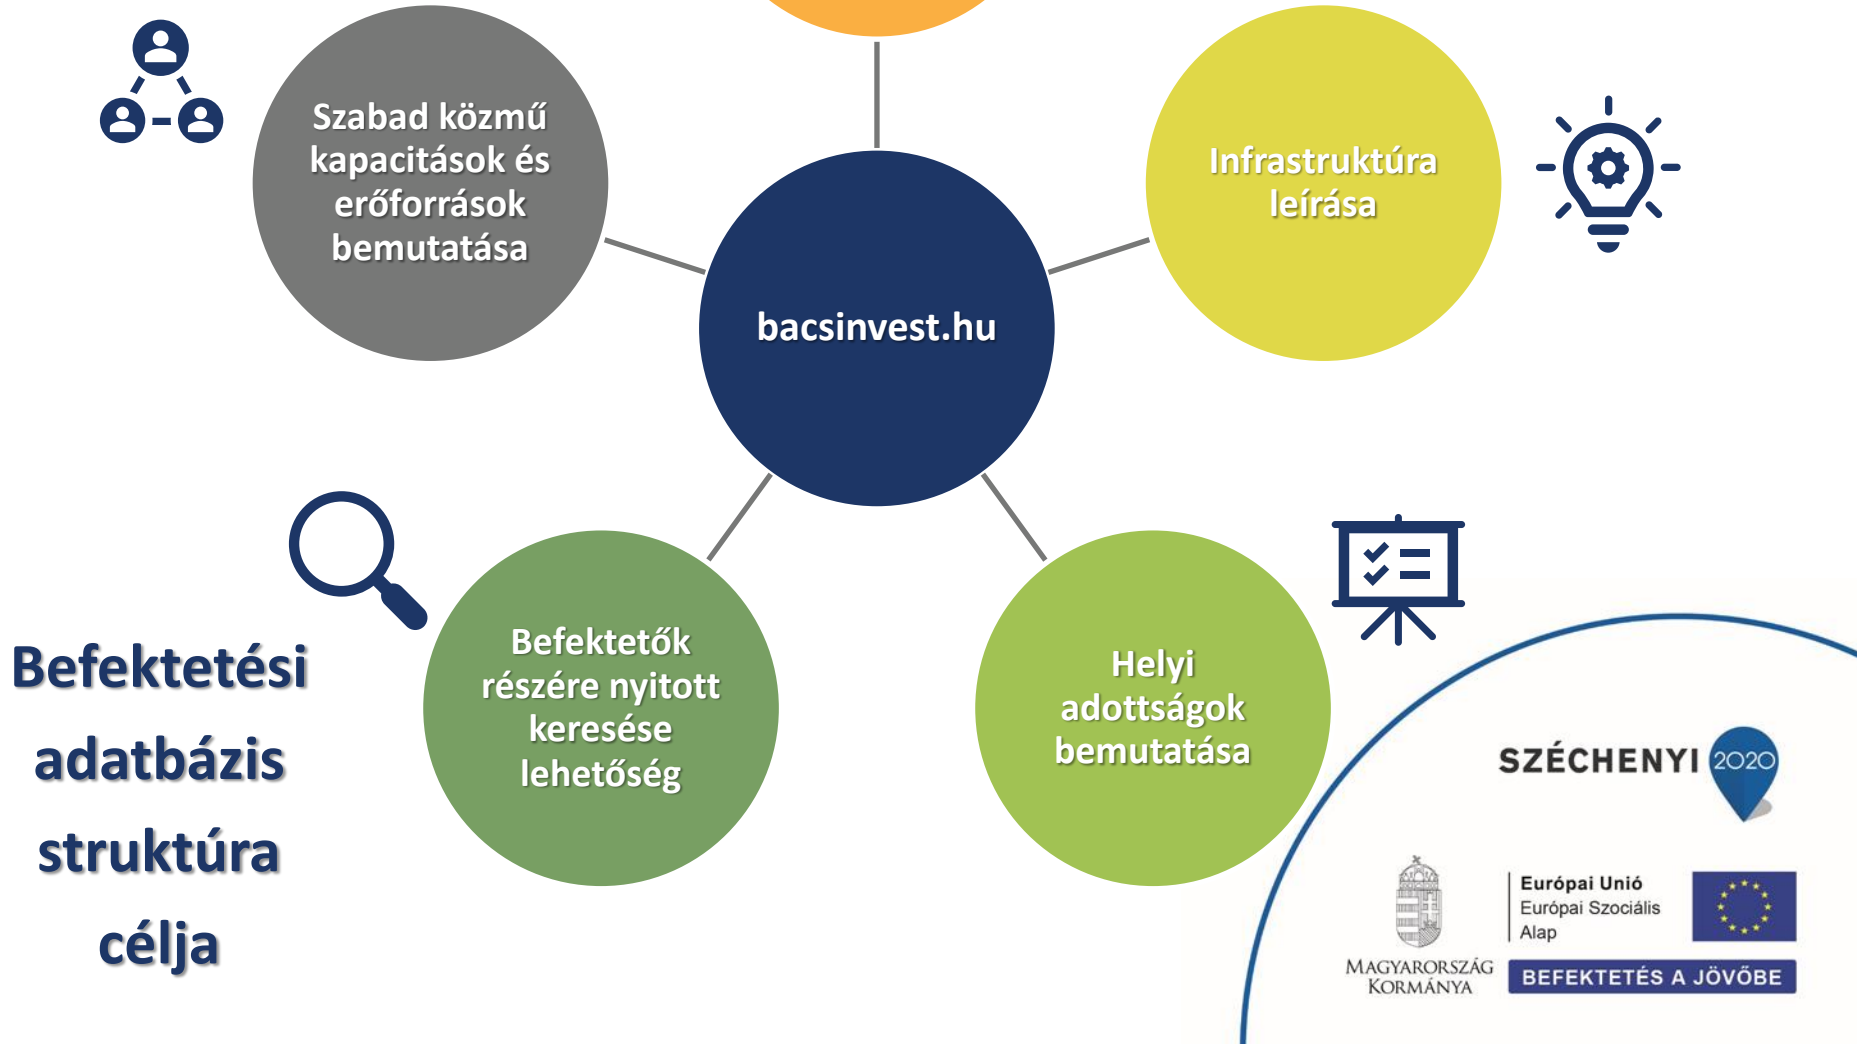 Szabad közmű
kapacitások és
erőforrások
bemutatása
Infrastruktúra
leírása
bacsinvest.hu
Befektetők
részére nyitott
keresése
lehetőség
Helyi
adottságok
bemutatása
Befektetési
adatbázis
struktúra
célja
SZÉCHENYI 2020
MAGYARORSZÁG
KORMÁNYA
Európai Unió
Európai Szociális
Alap
BEFEKTETÉS A JÖVŐBE